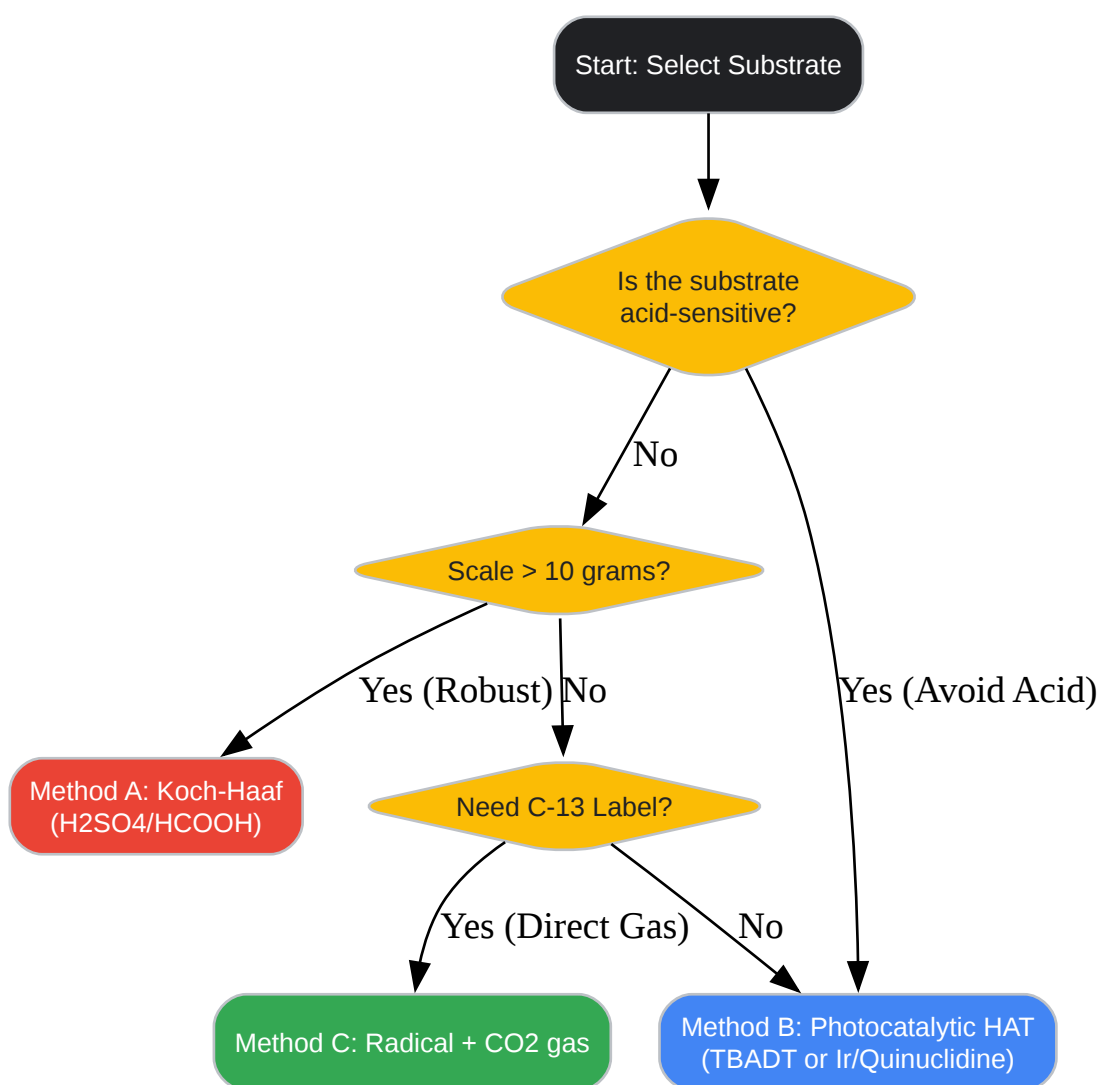 Start: Select Substrate
Is the substrate
acid-sensitive?
No
Scale > 10 grams?
Yes (Robust)
No
Yes (Avoid Acid)
Method A: Koch-Haaf
(H2SO4/HCOOH)
Need C-13 Label?
Yes (Direct Gas)
No
Method C: Radical + CO2 gas
Method B: Photocatalytic HAT
(TBADT or Ir/Quinuclidine)